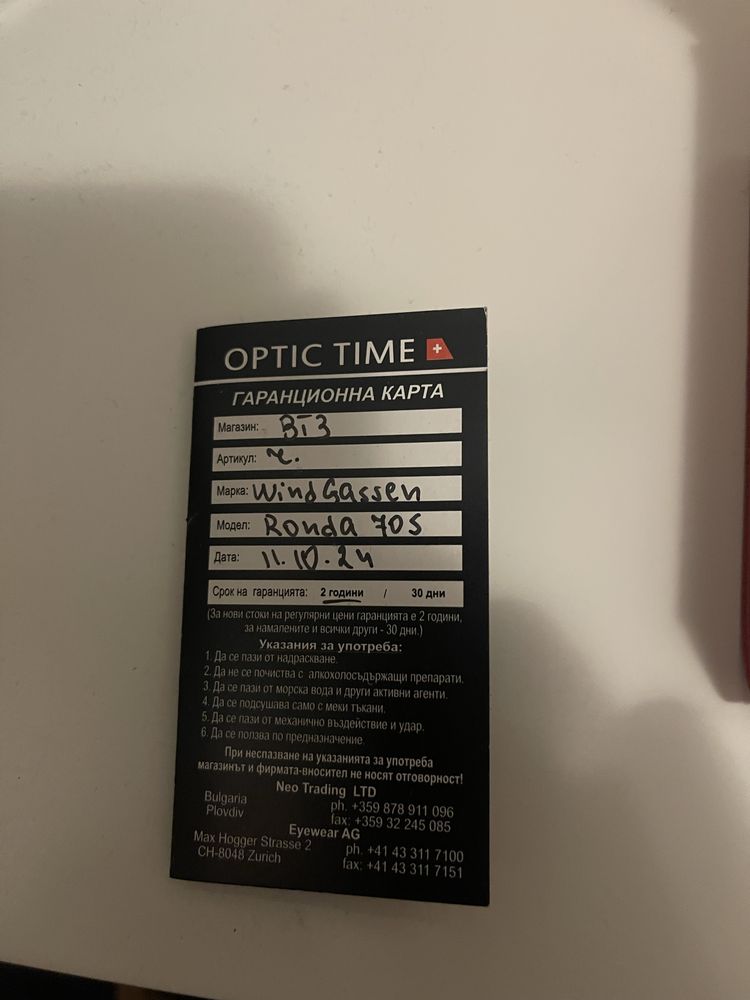 OPTIC TIME
ГАРАНЦИОННА КАРТА
Магазин: ВТЗ
Артикул: ч.
Марка: WindGassen
Модел: Ronda 705
Дата: 11.10.24
Срок на гаранцията: 2 години / 30 дни
(За нови стоки на регулярни цени гаранцията е 2 години,
за намалените и всички други - 30 дни.)
Указания за употреба:
1. Да се пази от надраскване.
2. Да не се почиства с алкохолосъдържащи препарати.
3. Да се пази от морска вода и други активни агенти.
4. Да се подсушава само с меки тъкани.
5. Да се пази от механично въздействие и удар.
6. Да се ползва по предназначение.
При неспазване на указанията за употреба
магазинът и фирмата-вносител не носят отговорност!
Neo Trading LTD
Bulgaria ph. +359 878 911 096
Plovdiv fax: +359 32 245 085
Eyewear AG
Max Hogger Strasse 2 ph. +41 43 311 7100
CH-8048 Zurich fax: +41 43 311 7151